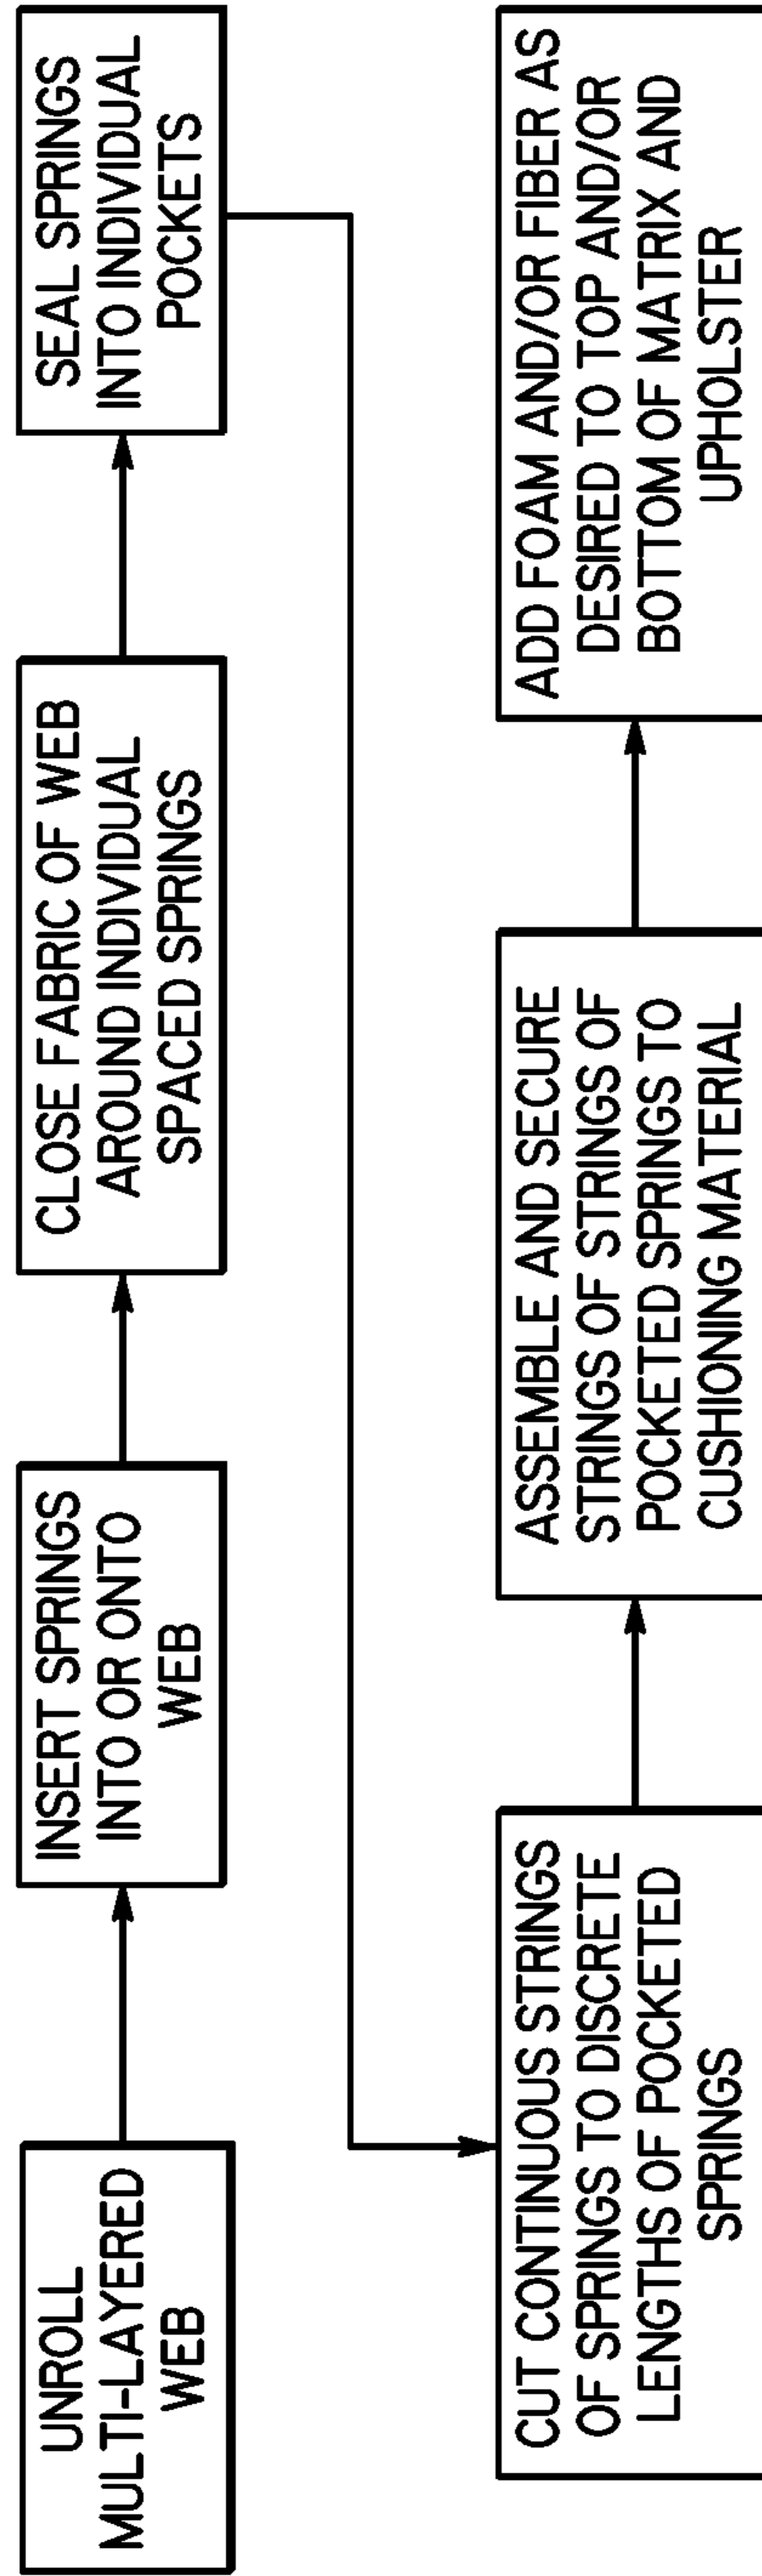 UNROLL
MULTI-LAYERED
WEB
INSERT SPRINGS
INTO OR ONTO
WEB
CLOSE FABRIC OF WEB
AROUND INDIVIDUAL
SPACED SPRINGS
SEAL SPRINGS
INTO INDIVIDUAL
POCKETS
CUT CONTINUOUS STRINGS
OF SPRINGS TO DISCRETE
LENGTHS OF POCKETED
SPRINGS
ASSEMBLE AND SECURE
STRINGS OF STRINGS OF
POCKETED SPRINGS TO
CUSHIONING MATERIAL
ADD FOAM AND/OR FIBER AS
DESIRED TO TOP AND/OR
BOTTOM OF MATRIX AND
UPHOLSTER